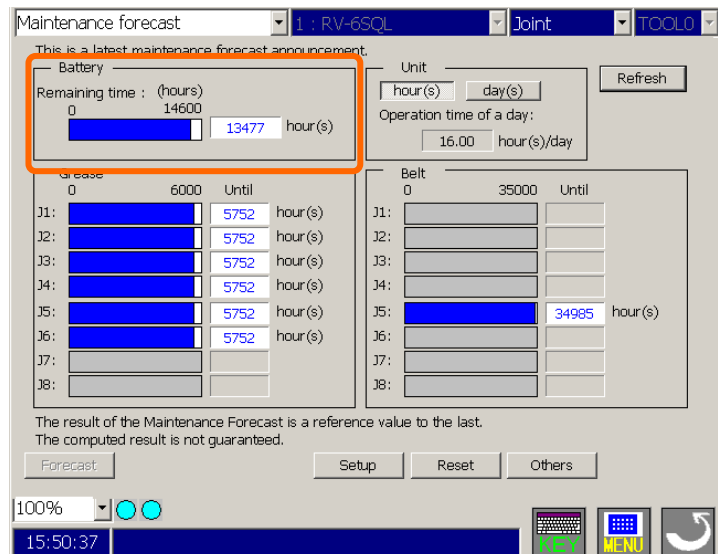 Maintenance forecast 1 : RV-6SQL Joint TOOL0
This is a latest maintenance forecast announcement.
Battery
Remaining time : (hours)
0 14600
13477 hour(s)
Unit
hour(s) day(s)
Refresh
Operation time of a day:
16.00 hour(s)/day
Grease
0 6000 Until
J1: 5752 hour(s)
J2: 5752 hour(s)
J3: 5752 hour(s)
J4: 5752 hour(s)
J5: 5752 hour(s)
J6: 5752 hour(s)
J7:
J8:
Belt
0 35000 Until
J1:
J2:
J3:
J4:
J5: 34985 hour(s)
J6:
J7:
J8:
The result of the Maintenance Forecast is a reference value to the last.
The computed result is not guaranteed.
Forecast Setup Reset Others
100%
15:50:37
KEY MENU